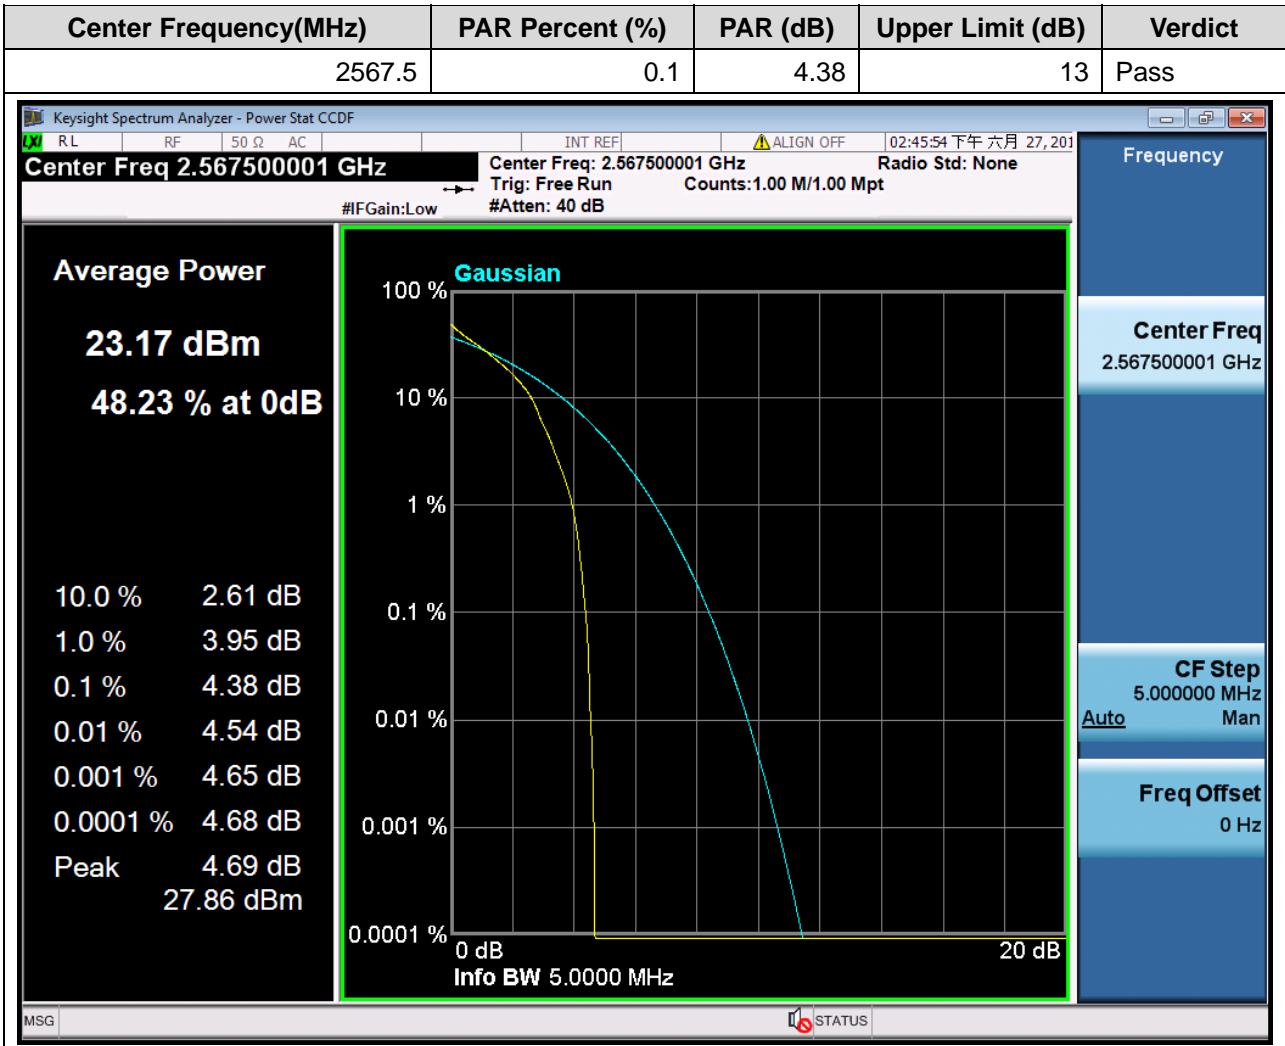 Center Frequency(MHz) PAR Percent (%) PAR (dB) Upper Limit (dB) Verdict
2567.5 0.1 4.38 13 Pass
Keysight Spectrum Analyzer - Power Stat CCDF
LXI RL RF 50 Ω AC INT REF ALIGN OFF 02:45:54 下午 六月 27, 201
Center Freq 2.567500001 GHz
#IFGain:Low
Center Freq: 2.567500001 GHz Radio Std: None
Trig: Free Run Counts:1.00 M/1.00 Mpt
#Atten: 40 dB
Average Power
23.17 dBm
48.23 % at 0dB
10.0 % 2.61 dB
1.0 % 3.95 dB
0.1 % 4.38 dB
0.01 % 4.54 dB
0.001 % 4.65 dB
0.0001 % 4.68 dB
Peak 4.69 dB
27.86 dBm
Gaussian
100 %
10 %
1 %
0.1 %
0.01 %
0.001 %
0.0001 %
0 dB 20 dB
Info BW 5.0000 MHz
Frequency
Center Freq
2.567500001 GHz
CF Step
5.000000 MHz
Auto Man
Freq Offset
0 Hz
MSG STATUS